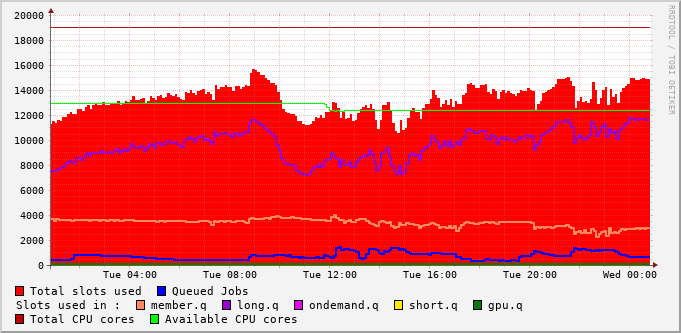 RRDTOOL / TOBI OETIKER
20000
18000
16000
14000
12000
10000
8000
6000
4000
2000
0
Tue 04:00 Tue 08:00 Tue 12:00 Tue 16:00 Tue 20:00 Wed 00:00
Total slots used Queued Jobs
Slots used in : member.q long.q ondemand.q short.q gpu.q
Total CPU cores Available CPU cores